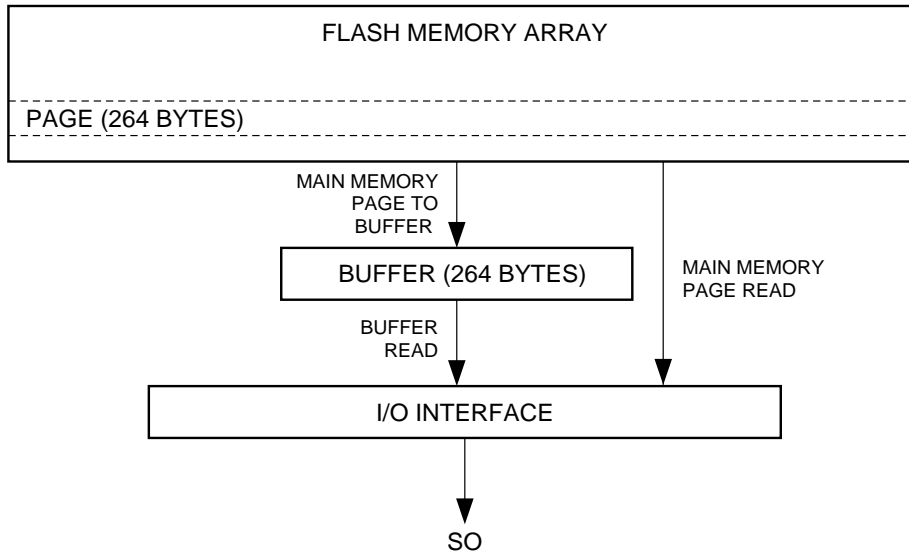 FLASH MEMORY ARRAY
PAGE (264 BYTES)
MAIN MEMORY
PAGE TO
BUFFER
BUFFER (264 BYTES)
MAIN MEMORY
PAGE READ
BUFFER
READ
I/O INTERFACE
SO